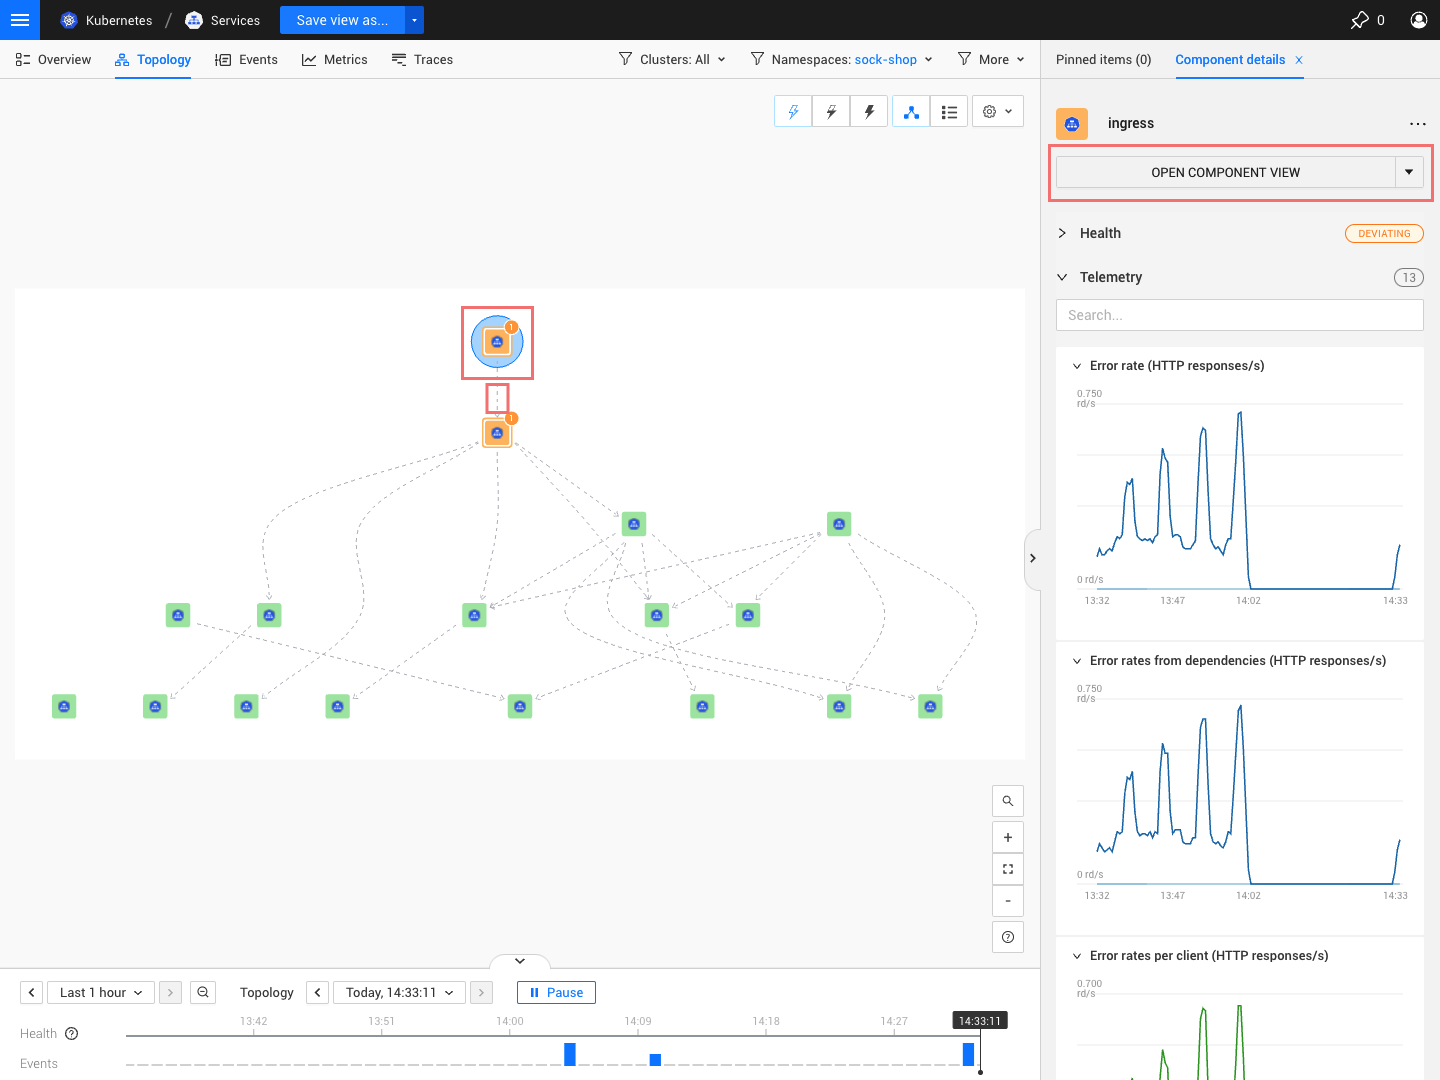 Kubernetes / Services Save view as... 0
Overview Topology Events Metrics Traces Clusters: All Namespaces: sock-shop More Pinned items (0) Component details ×
ingress ...
OPEN COMPONENT VIEW
Health DEVIATING
Telemetry 13
Search...
1
1
Error rate (HTTP responses/s)
0.750
rd/s
0 rd/s
13:32 13:47 14:02 14:33
Error rates from dependencies (HTTP responses/s)
0.750
rd/s
0 rd/s
13:32 13:47 14:02 14:33
Error rates per client (HTTP responses/s)
0.700
rd/s
+
-
Last 1 hour Topology Today, 14:33:11 Pause
13:42 13:51 14:00 14:09 14:18 14:27 14:33:11
Health ?
Events